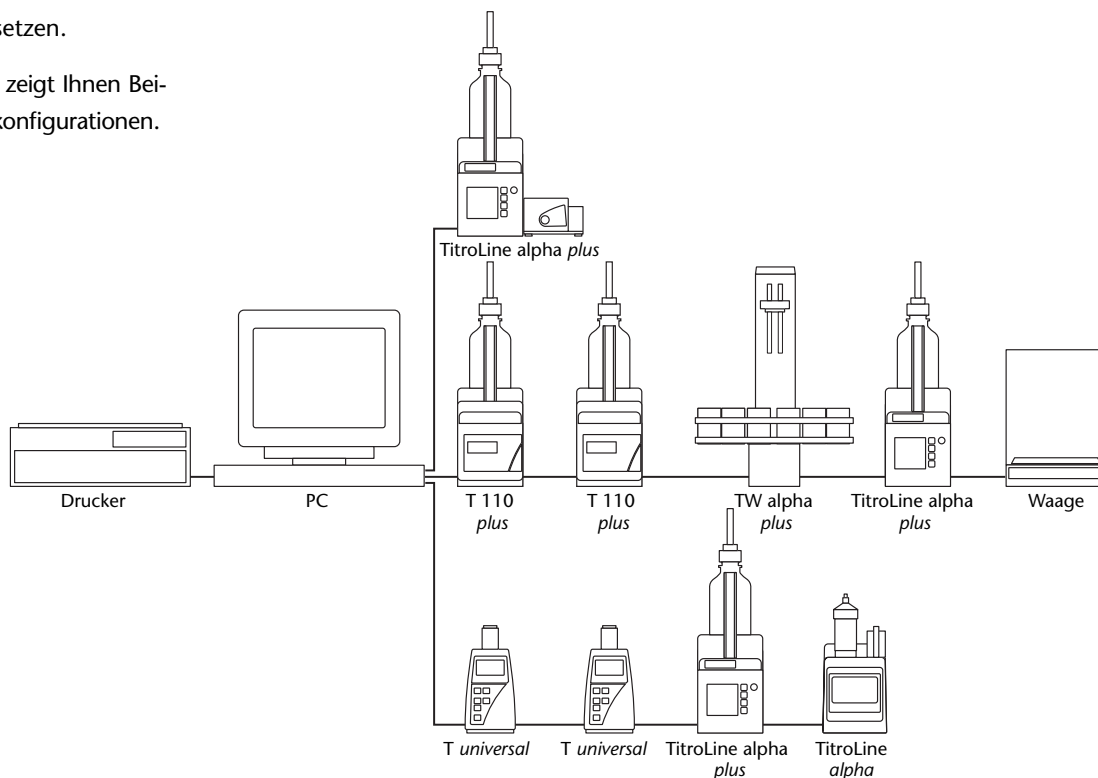 setzen.
zeigt Ihnen Bei-
konfigurationen.
TitroLine alpha plus
Drucker
PC
T 110
plus
T 110
plus
TW alpha
plus
TitroLine alpha
plus
Waage
T universal
T universal
TitroLine alpha
plus
TitroLine
alpha